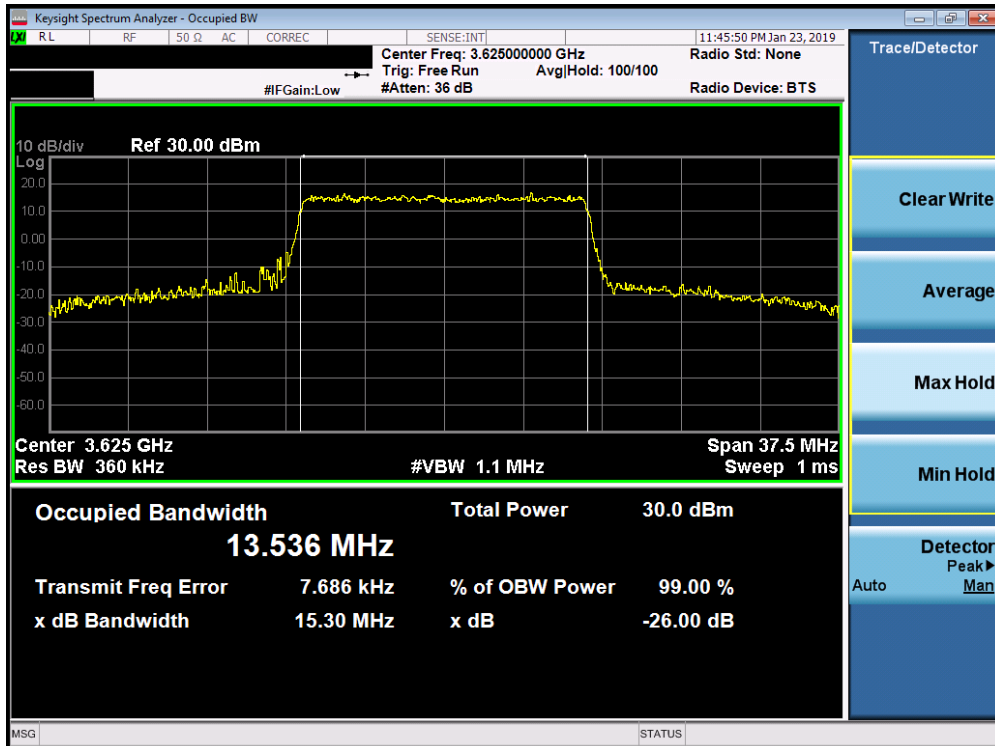 Keysight Spectrum Analyzer - Occupied BW
LXI RL RF 50 Ω AC CORREC SENSE:INT 11:45:50 PM Jan 23, 2019
Center Freq: 3.625000000 GHz Radio Std: None
Trig: Free Run Avg|Hold: 100/100
#IFGain:Low #Atten: 36 dB Radio Device: BTS
10 dB/div Ref 30.00 dBm
Log
20.0
10.0
0.00
-10.0
-20.0
-30.0
-40.0
-50.0
-60.0
Center 3.625 GHz Span 37.5 MHz
Res BW 360 kHz #VBW 1.1 MHz Sweep 1 ms
Occupied Bandwidth Total Power 30.0 dBm
13.536 MHz
Transmit Freq Error 7.686 kHz % of OBW Power 99.00 %
x dB Bandwidth 15.30 MHz x dB -26.00 dB
MSG STATUS
Trace/Detector
Clear Write
Average
Max Hold
Min Hold
Detector
Peak▶
Auto Man